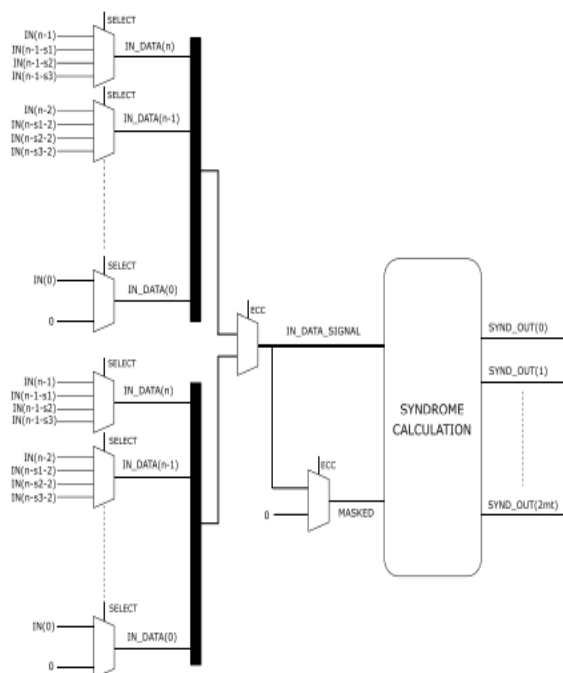 SELECT
IN(n-1)
IN(n-1-s1)
IN(n-1-s2)
IN(n-1-s3)
IN_DATA(n)
SELECT
IN(n-2)
IN(n-s1-2)
IN(n-s2-2)
IN(n-s3-2)
IN_DATA(n-1)
SELECT
IN(0)
0
IN_DATA(0)
ECC
IN_DATA_SIGNAL
SELECT
IN(n-1)
IN(n-1-s1)
IN(n-1-s2)
IN(n-1-s3)
IN_DATA(n)
SELECT
IN(n-2)
IN(n-s1-2)
IN(n-s2-2)
IN(n-s3-2)
IN_DATA(n-1)
SELECT
IN(0)
0
IN_DATA(0)
ECC
0
MASKED
SYNDROME
CALCULATION
SYND_OUT(0)
SYND_OUT(1)
SYND_OUT(2mt)